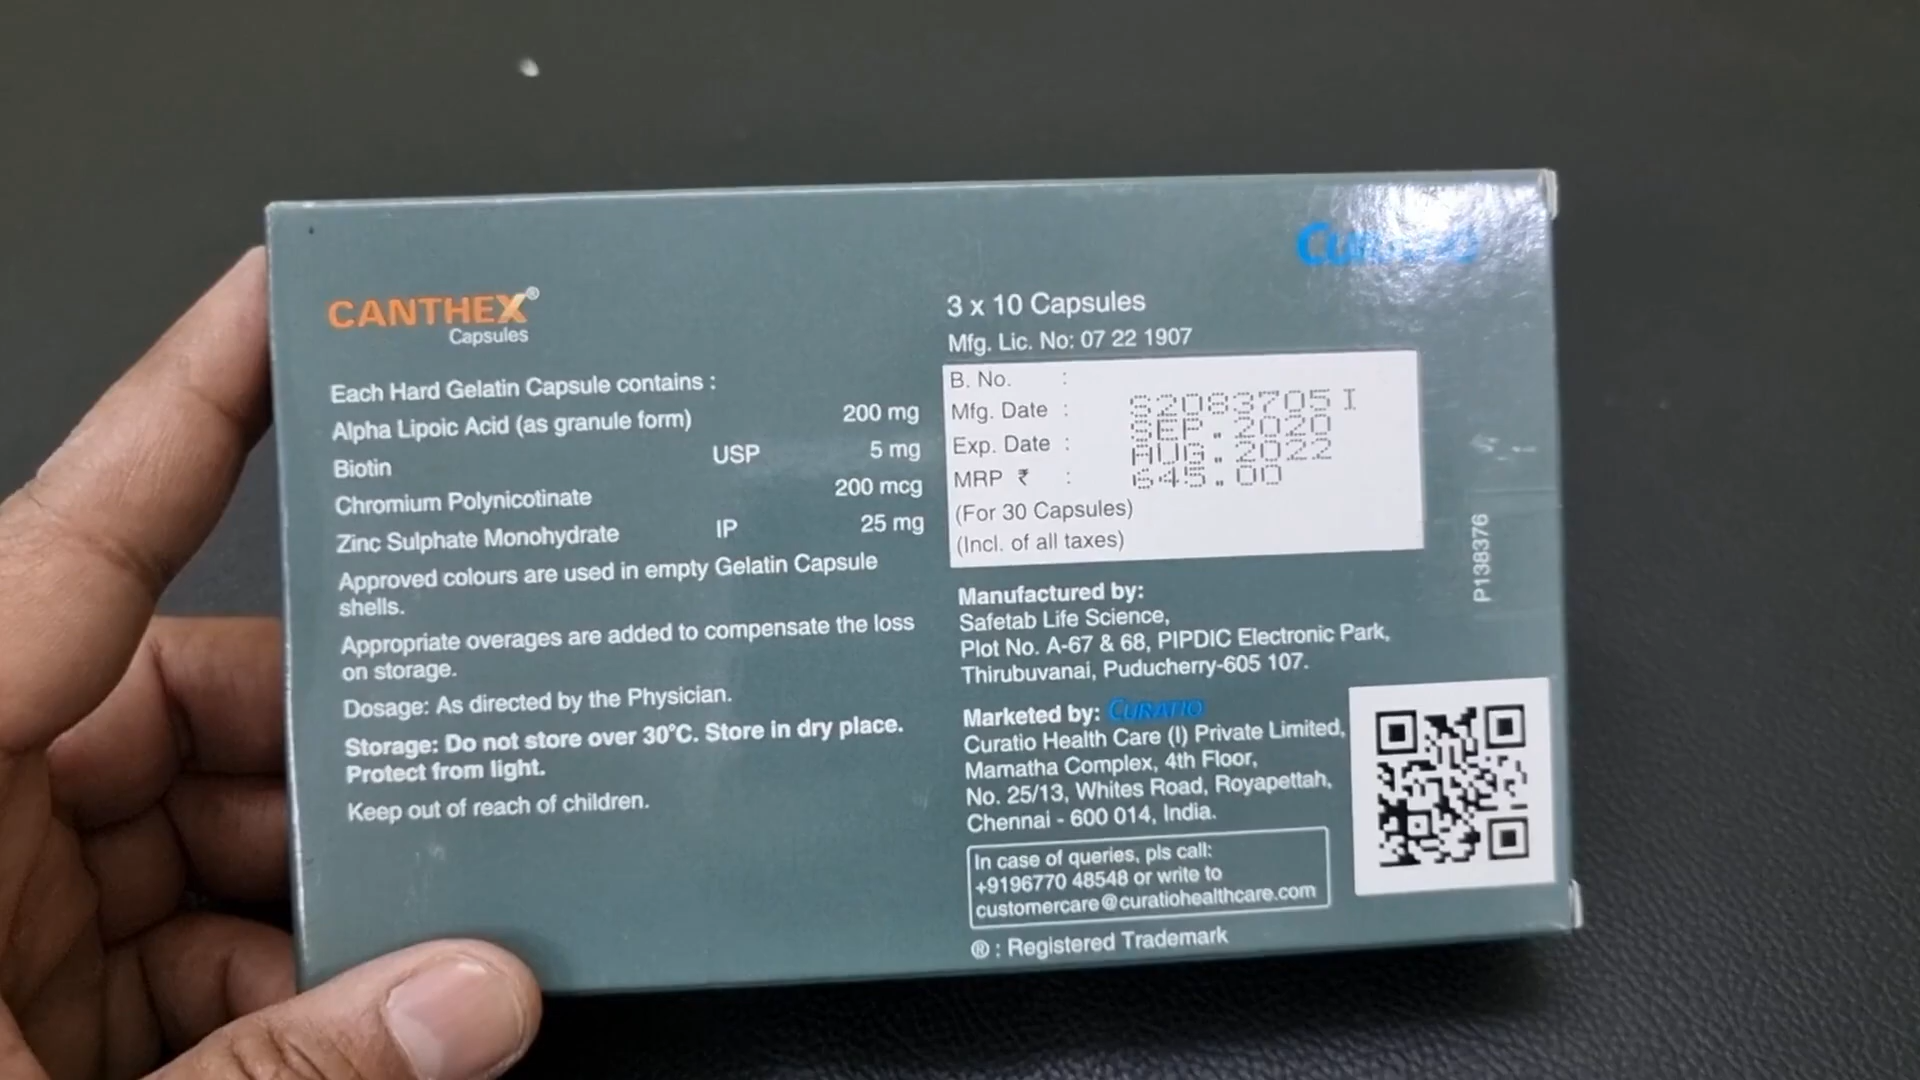 CANTHEX®
Capsules
Each Hard Gelatin Capsule contains :
Alpha Lipoic Acid (as granule form) 200 mg
Biotin USP 5 mg
Chromium Polynicotinate 200 mcg
Zinc Sulphate Monohydrate IP 25 mg
Approved colours are used in empty Gelatin Capsule
shells.
Appropriate overages are added to compensate the loss
on storage.
Dosage: As directed by the Physician.
Storage: Do not store over 30°C. Store in dry place.
Protect from light.
Keep out of reach of children.
CURATIO
3 x 10 Capsules
Mfg. Lic. No: 07 22 1907
B. No. :
Mfg. Date : S2083705 I
Exp. Date : SEP.2020
MRP ₹ : AUG.2022
645.00
(For 30 Capsules)
(Incl. of all taxes)
P138376
Manufactured by:
Safetab Life Science,
Plot No. A-67 & 68, PIPDIC Electronic Park,
Thirubuvanai, Puducherry-605 107.
Marketed by: CURATIO
Curatio Health Care (I) Private Limited,
Mamatha Complex, 4th Floor,
No. 25/13, Whites Road, Royapettah,
Chennai - 600 014, India.
In case of queries, pls call:
+9196770 48548 or write to
customercare@curatiohealthcare.com
® : Registered Trademark